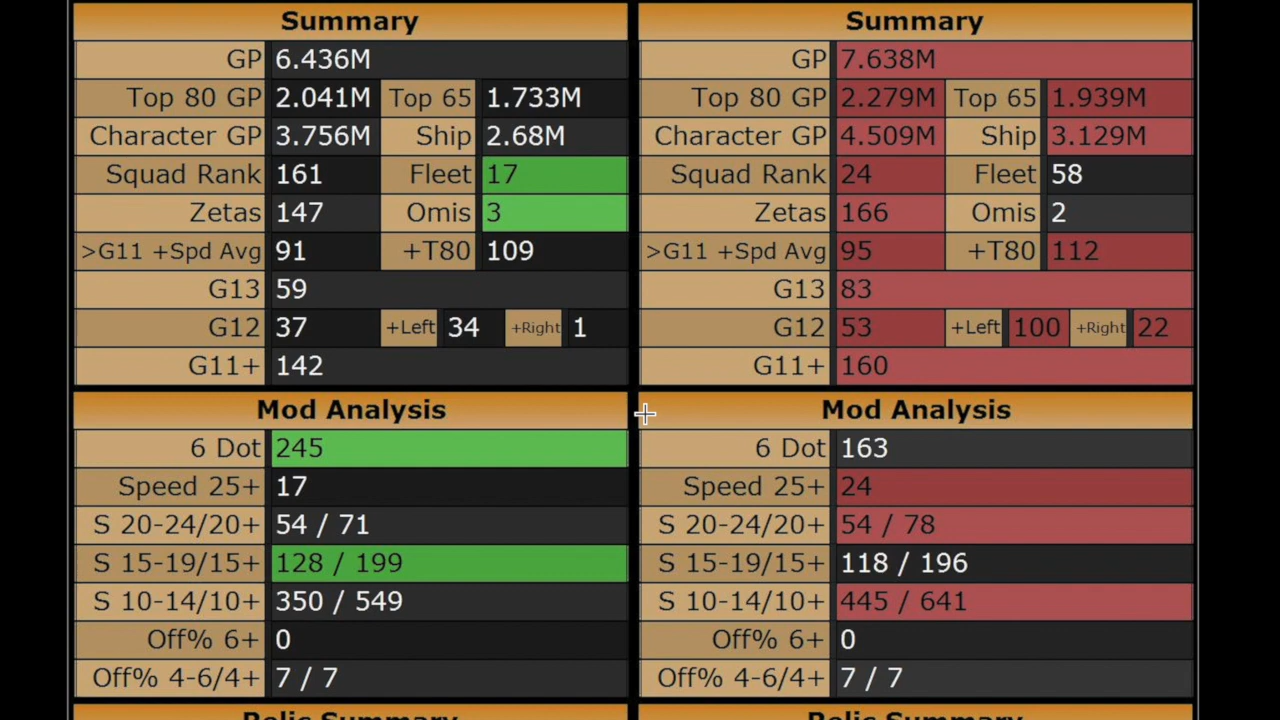 Summary
GP 6.436M
Top 80 GP 2.041M Top 65 1.733M
Character GP 3.756M Ship 2.68M
Squad Rank 161 Fleet 17
Zetas 147 Omis 3
>G11 +Spd Avg 91 +T80 109
G13 59
G12 37 +Left 34 +Right 1
G11+ 142
Mod Analysis
6 Dot 245
Speed 25+ 17
S 20-24/20+ 54 / 71
S 15-19/15+ 128 / 199
S 10-14/10+ 350 / 549
Off% 6+ 0
Off% 4-6/4+ 7 / 7
Relic Summary
Summary
GP 7.638M
Top 80 GP 2.279M Top 65 1.939M
Character GP 4.509M Ship 3.129M
Squad Rank 24 Fleet 58
Zetas 166 Omis 2
>G11 +Spd Avg 95 +T80 112
G13 83
G12 53 +Left 100 +Right 22
G11+ 160
Mod Analysis
6 Dot 163
Speed 25+ 24
S 20-24/20+ 54 / 78
S 15-19/15+ 118 / 196
S 10-14/10+ 445 / 641
Off% 6+ 0
Off% 4-6/4+ 7 / 7
Relic Summary